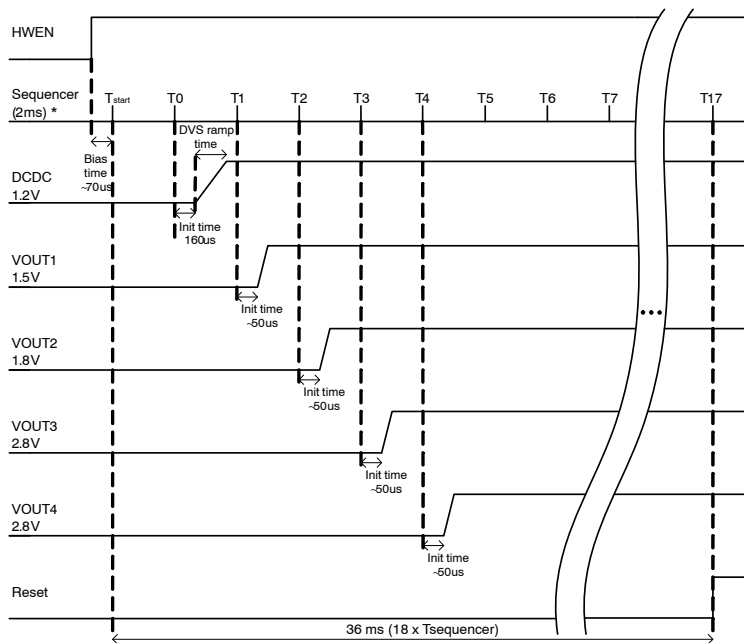 HWEN
Sequencer
(2ms) *
Tstart
T0
T1
T2
T3
T4
T5
T6
T7
T17
DVS ramp
time
Bias
time
~70us
DCDC
1.2V
Init time
160us
VOUT1
1.5V
Init time
~50us
...
VOUT2
1.8V
Init time
~50us
VOUT3
2.8V
Init time
~50us
VOUT4
2.8V
Init time
~50us
Reset
36 ms (18 x Tsequencer)